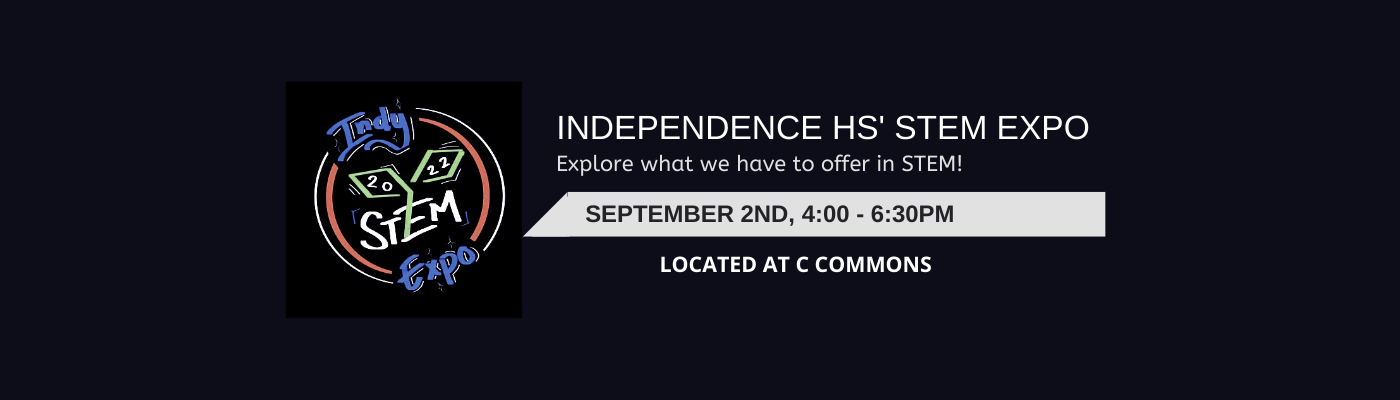 Indy
20 22
STEM
Expo
INDEPENDENCE HS' STEM EXPO
Explore what we have to offer in STEM!
SEPTEMBER 2ND, 4:00 - 6:30PM
LOCATED AT C COMMONS